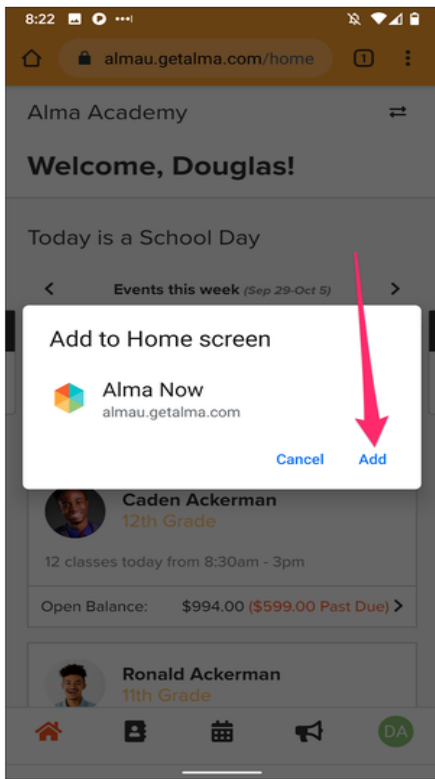 8:22
almau.getalma.com/home 1
Alma Academy
Welcome, Douglas!
Today is a School Day
Events this week (Sep 29-Oct 5)
Add to Home screen
Alma Now
almau.getalma.com
Cancel Add
Caden Ackerman
12th Grade
12 classes today from 8:30am - 3pm
Open Balance: $994.00 ($599.00 Past Due)
Ronald Ackerman
11th Grade
DA